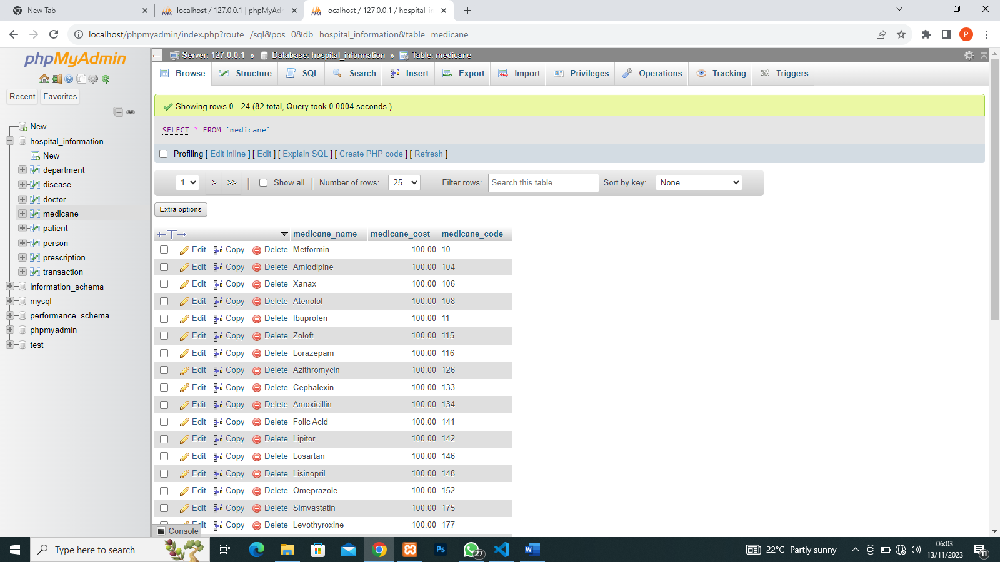 New Tab
localhost / 127.0.0.1 | phpMyAdr
localhost / 127.0.0.1 / hospital_ir
localhost/phpmyadmin/index.php?route=/sql&pos=0&db=hospital_information&table=medicane
P
phpMyAdmin
Recent
Favorites
New
hospital_information
New
department
disease
doctor
medicane
patient
person
prescription
transaction
information_schema
mysql
performance_schema
phpmyadmin
test
Server: 127.0.0.1 » Database: hospital_information » Table: medicane
Browse Structure SQL Search Insert Export Import Privileges Operations Tracking Triggers
Showing rows 0 - 24 (82 total, Query took 0.0004 seconds.)
SELECT * FROM `medicane`
Profiling [ Edit inline ] [ Edit ] [ Explain SQL ] [ Create PHP code ] [ Refresh ]
1 > >> Show all Number of rows: 25 Filter rows: Search this table Sort by key: None
Extra options
medicane_name medicane_cost medicane_code
Edit Copy Delete Metformin 100.00 10
Edit Copy Delete Amlodipine 100.00 104
Edit Copy Delete Xanax 100.00 106
Edit Copy Delete Atenolol 100.00 108
Edit Copy Delete Ibuprofen 100.00 11
Edit Copy Delete Zoloft 100.00 115
Edit Copy Delete Lorazepam 100.00 116
Edit Copy Delete Azithromycin 100.00 126
Edit Copy Delete Cephalexin 100.00 133
Edit Copy Delete Amoxicillin 100.00 134
Edit Copy Delete Folic Acid 100.00 141
Edit Copy Delete Lipitor 100.00 142
Edit Copy Delete Losartan 100.00 146
Edit Copy Delete Lisinopril 100.00 148
Edit Copy Delete Omeprazole 100.00 152
Edit Copy Delete Simvastatin 100.00 175
Edit Copy Delete Levothyroxine 100.00 177
Console
Type here to search
Ps
27
22°C Partly sunny
06:03
13/11/2023
11